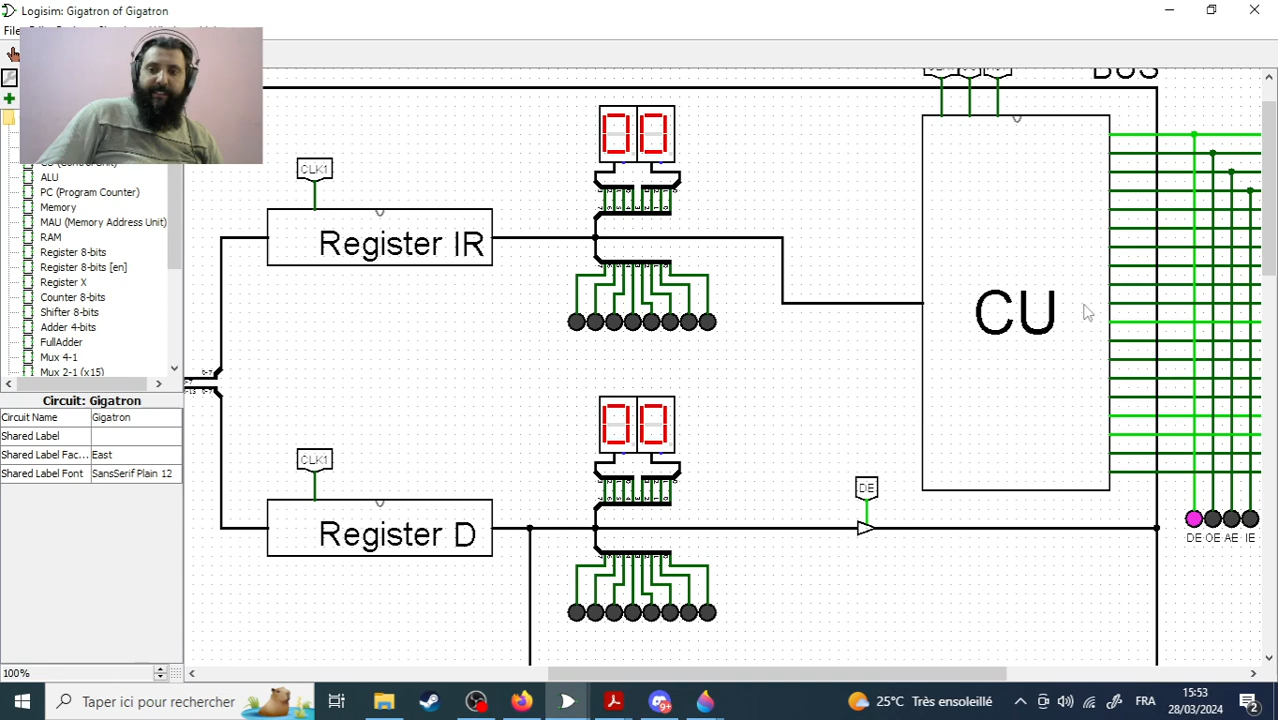 Logisim: Gigatron of Gigatron
BUS
CLK1
00
Register IR
CU
ALU
PC (Program Counter)
Memory
MAU (Memory Address Unit)
RAM
Register 8-bits
Register 8-bits [en]
Register X
Counter 8-bits
Shifter 8-bits
Adder 4-bits
FullAdder
Mux 4-1
Mux 2-1 (x15)
Circuit: Gigatron
Circuit Name Gigatron
Shared Label
Shared Label Fac... East
Shared Label Font SansSerif Plain 12
00
CLK1
Register D
DE
DE OE AE IE
100%
Taper ici pour rechercher
9+
25°C Très ensoleillé
FRA
15:53
28/03/2024
2